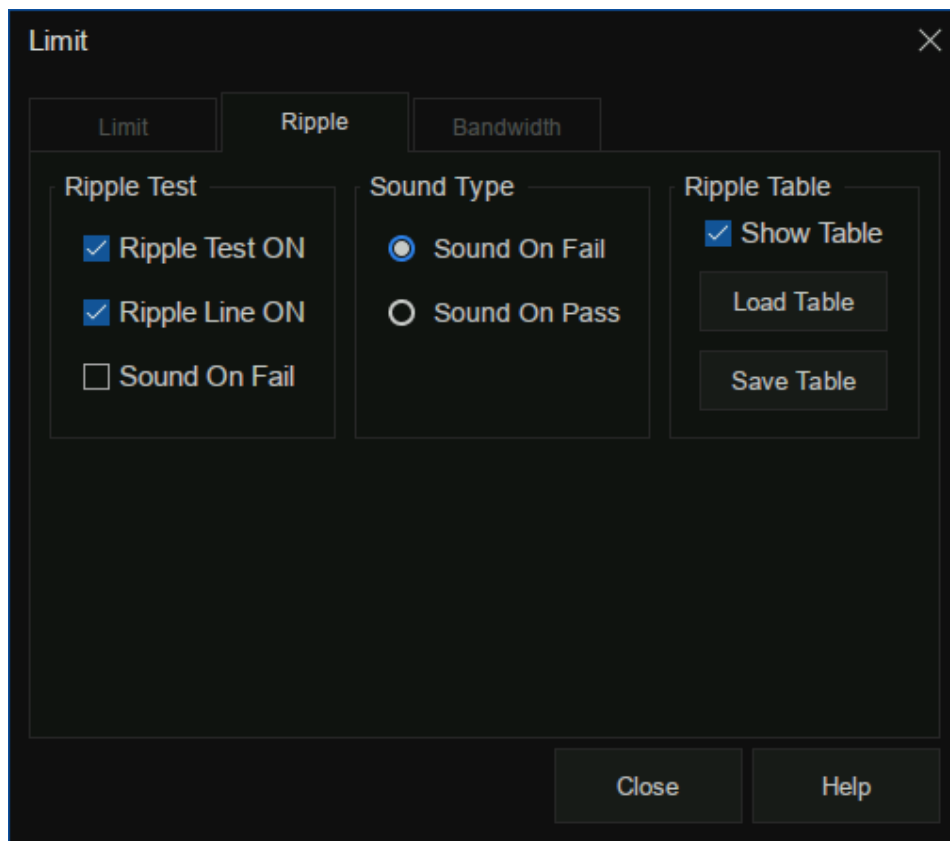 Limit
Limit
Ripple
Bandwidth
Ripple Test
Ripple Test ON
Ripple Line ON
Sound On Fail
Sound Type
Sound On Fail
Sound On Pass
Ripple Table
Show Table
Load Table
Save Table
Close
Help